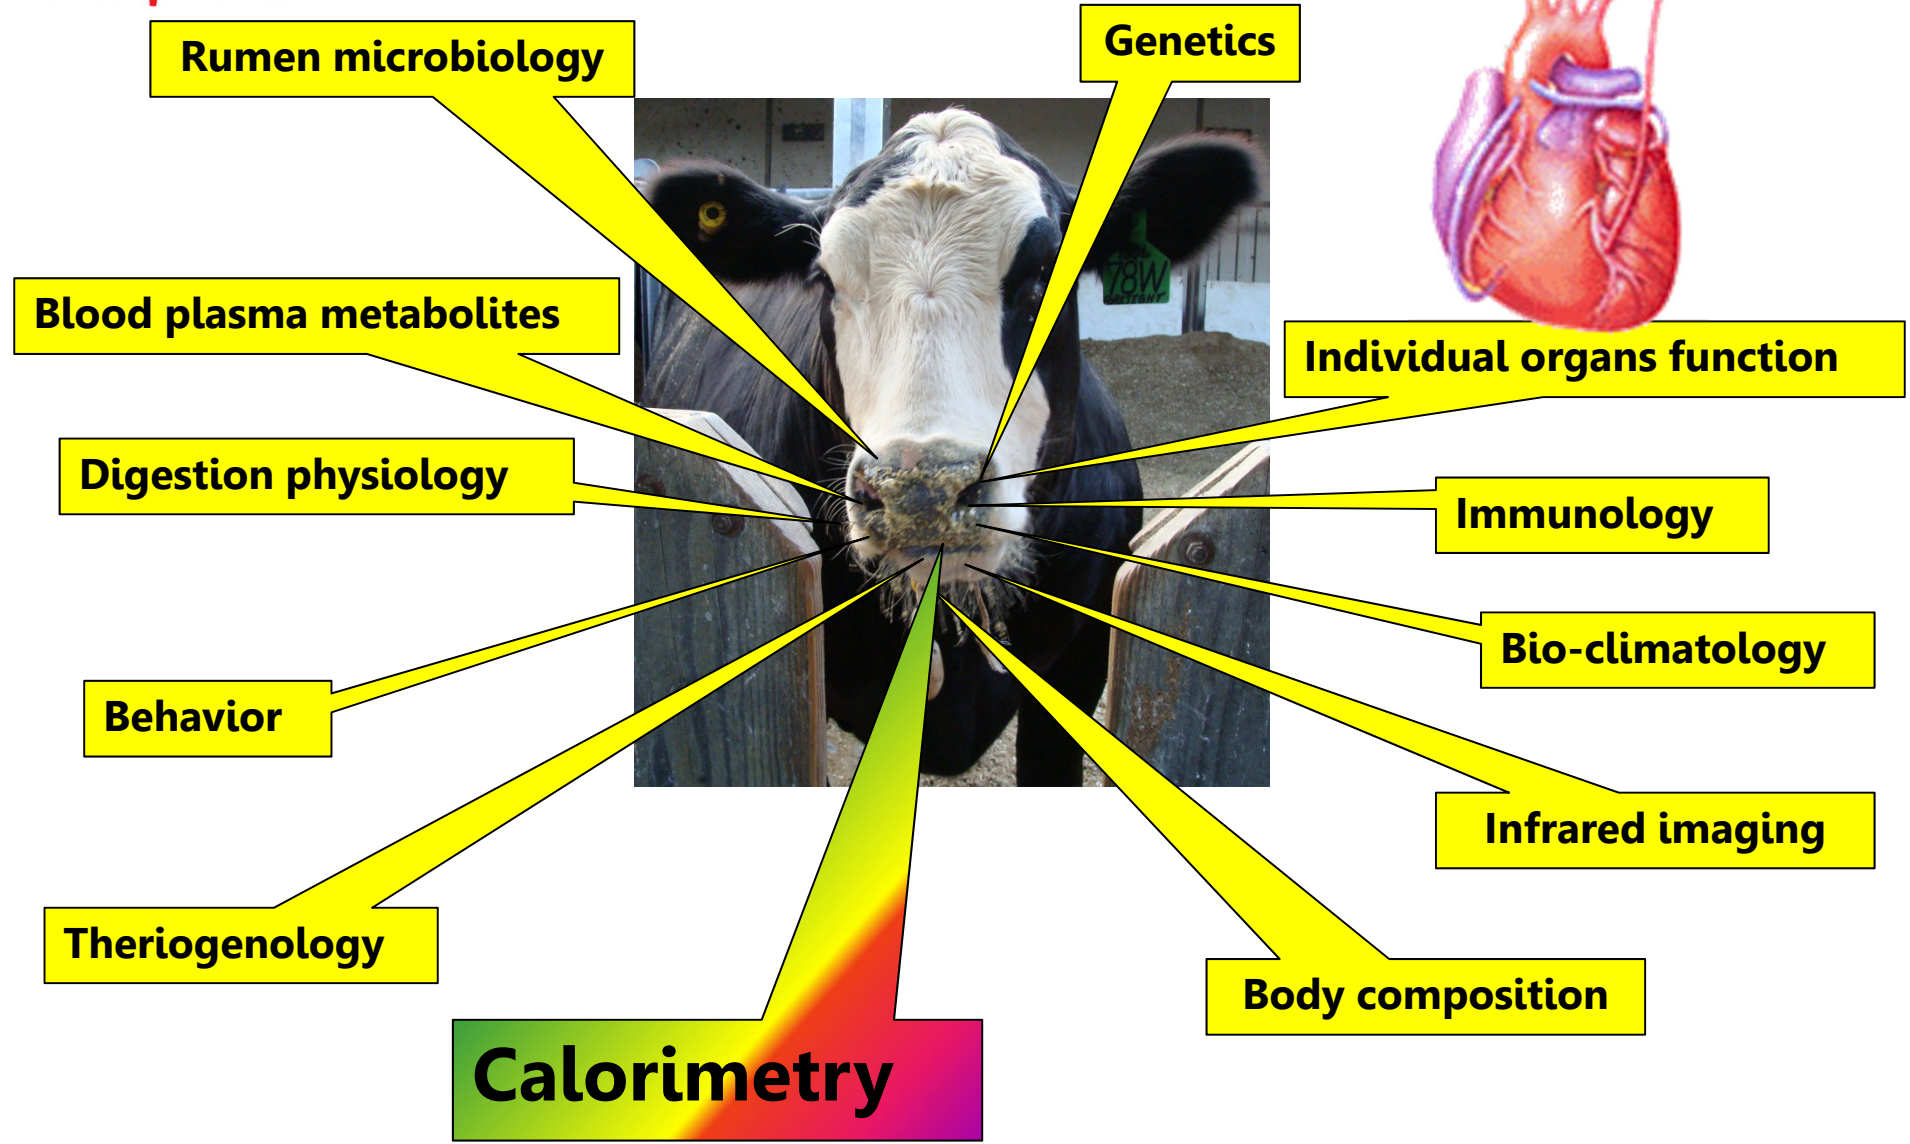 Rumen microbiology
Genetics
78W
Blood plasma metabolites
Individual organs function
Digestion physiology
Immunology
Bio-climatology
Behavior
Infrared imaging
Theriogenology
Body composition
Calorimetry